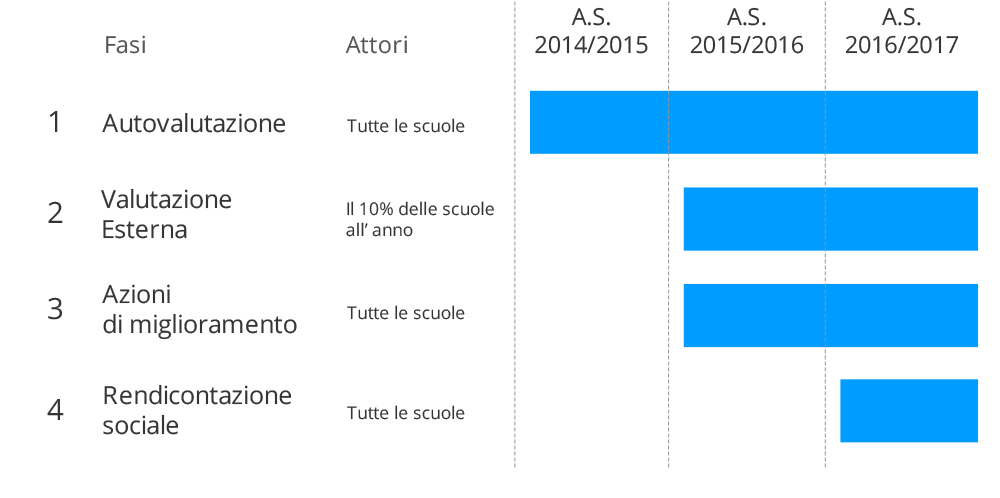 Fasi
Attori
A.S.
2014/2015
A.S.
2015/2016
A.S.
2016/2017
1
Autovalutazione
Tutte le scuole
2
Valutazione
Esterna
Il 10% delle scuole
all’ anno
3
Azioni
di miglioramento
Tutte le scuole
4
Rendicontazione
sociale
Tutte le scuole